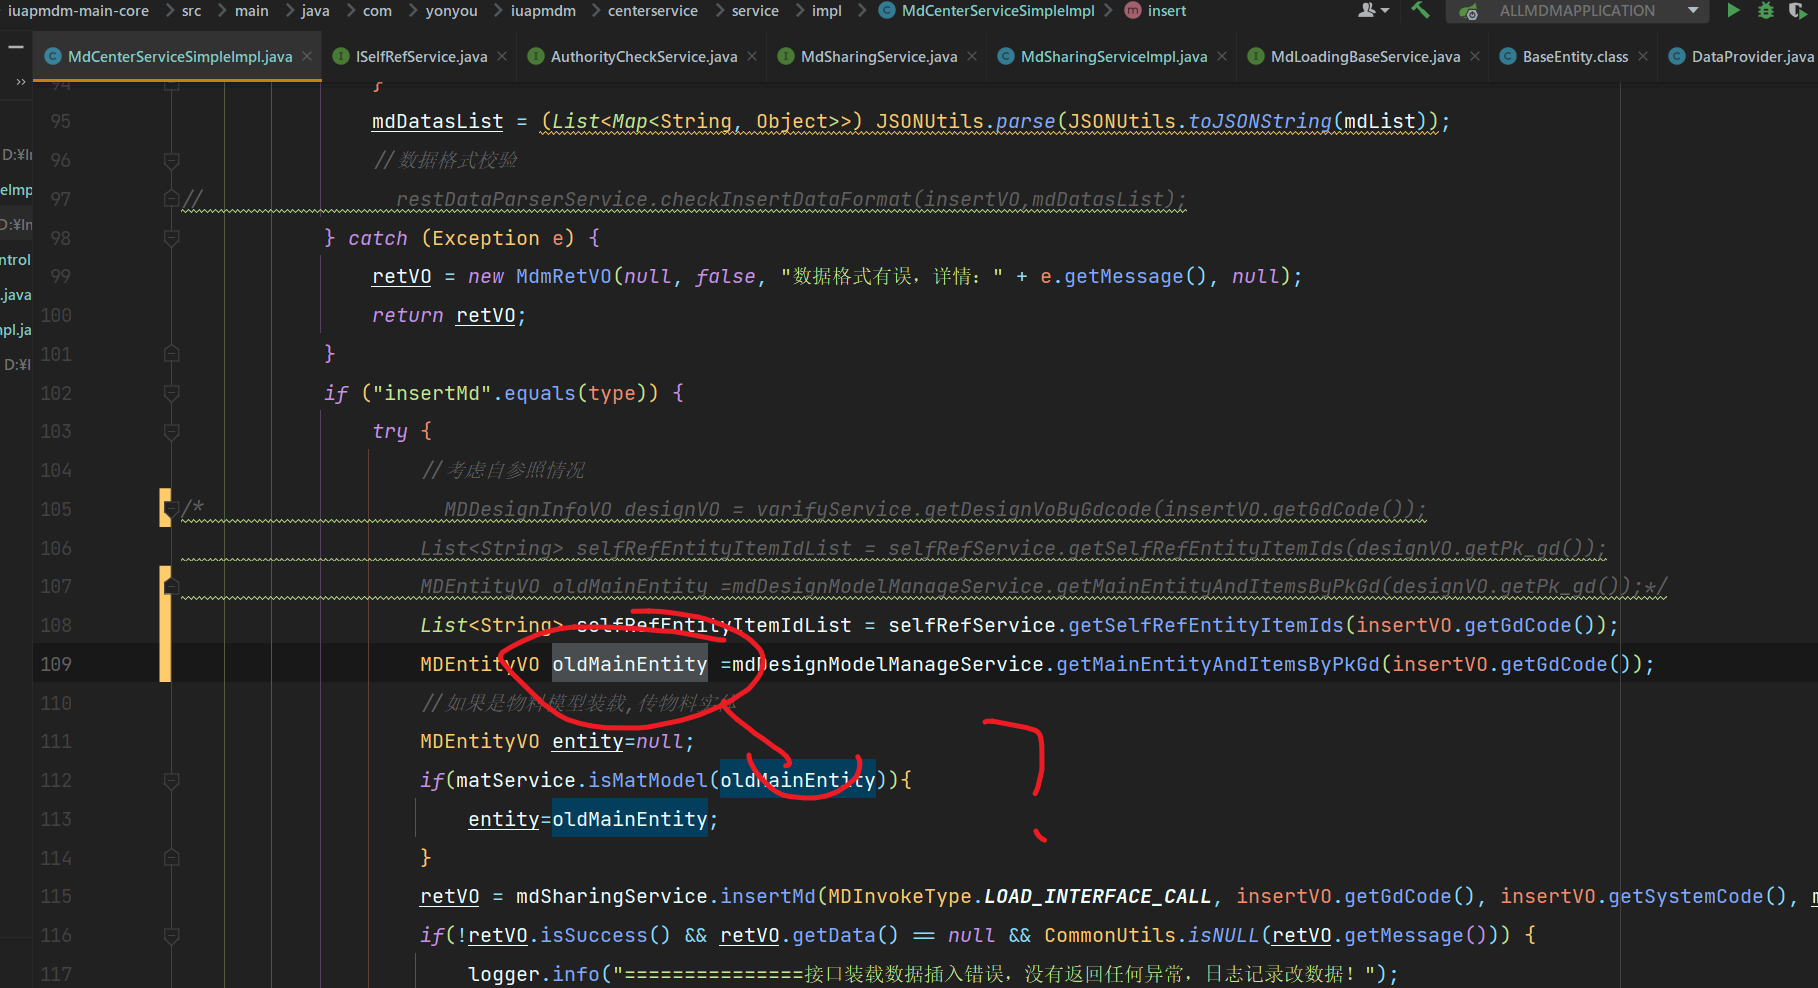 iuapmdm-main-core > src > main > java > com > yonyou > iuapmdm > centerservice > service > impl > MdCenterServiceSimpleImpl > insert ALLMDMAPPLICATION
MdCenterServiceSimpleImpl.java ISelfRefService.java AuthorityCheckService.java MdSharingService.java MdSharingServiceImpl.java MdLoadingBaseService.java BaseEntity.class DataProvider.java
94 }
95 mdDatasList = (List<Map<String, Object>>) JSONUtils.parse(JSONUtils.toJSONString(mdList));
96 //数据格式校验
97 // restDataParserService.checkInsertDataFormat(insertVO,mdDatasList);
98 } catch (Exception e) {
99 retVO = new MdmRetVO(null, false, "数据格式有误，详情：" + e.getMessage(), null);
100 return retVO;
101 }
102 if ("insertMd".equals(type)) {
103 try {
104 //考虑自参照情况
105 /* MDDesignInfoVO designVO = varifyService.getDesignVoByGdcode(insertVO.getGdCode());
106 List<String> selfRefEntityItemIdList = selfRefService.getSelfRefEntityItemIds(designVO.getPk_gd());
107 MDEntityVO oldMainEntity =mdDesignModelManageService.getMainEntityAndItemsByPkGd(designVO.getPk_gd());*/
108 List<String> selfRefEntityItemIdList = selfRefService.getSelfRefEntityItemIds(insertVO.getGdCode());
109 MDEntityVO oldMainEntity =mdDesignModelManageService.getMainEntityAndItemsByPkGd(insertVO.getGdCode());
110 //如果是物料模型装载,传物料实体
111 MDEntityVO entity=null;
112 if(matService.isMatModel(oldMainEntity)){
113 entity=oldMainEntity;
114 }
115 retVO = mdSharingService.insertMd(MDInvokeType.LOAD_INTERFACE_CALL, insertVO.getGdCode(), insertVO.getSystemCode(), m
116 if(!retVO.isSuccess() && retVO.getData() == null && CommonUtils.isNULL(retVO.getMessage())) {
117 logger.info("===============接口装载数据插入错误，没有返回任何异常，日志记录改数据！");
D:¥I
eImp
D:¥Im
ntrol
.java
npl.ja
D:¥I